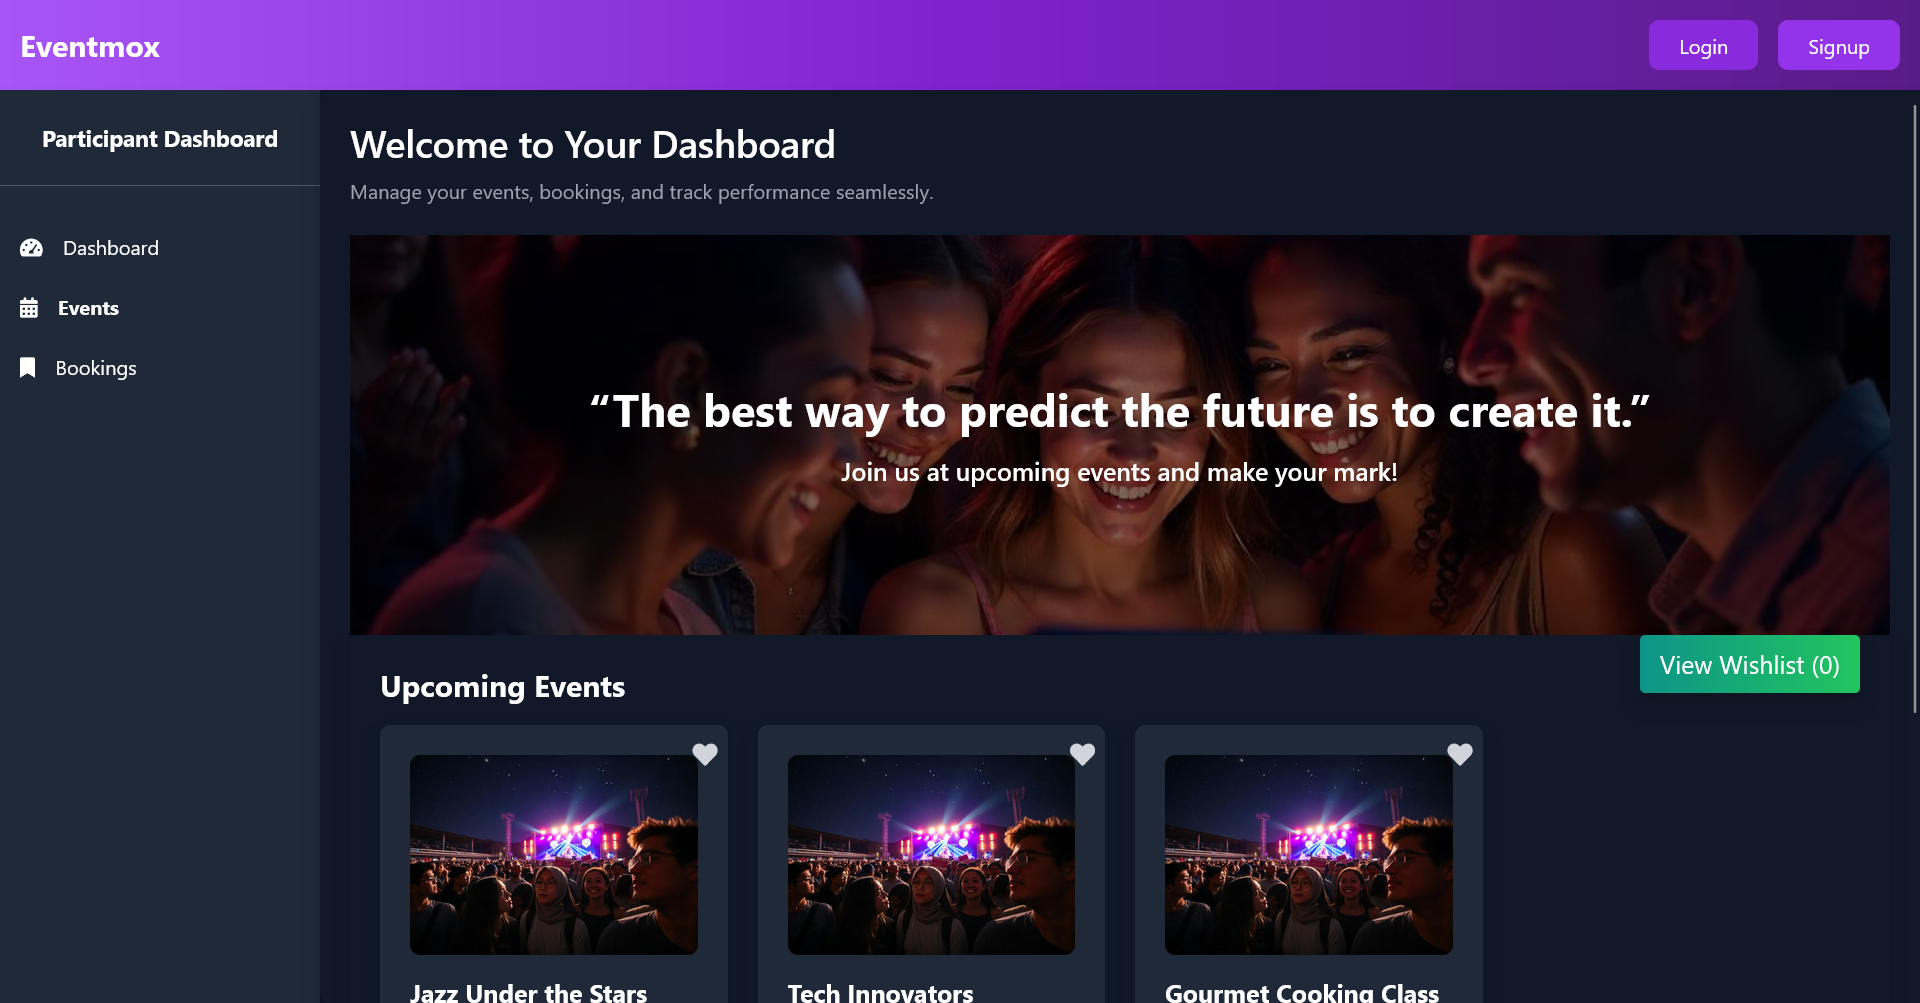 Eventmox
Login
Signup
Participant Dashboard
Dashboard
Events
Bookings
Welcome to Your Dashboard
Manage your events, bookings, and track performance seamlessly.
“The best way to predict the future is to create it.”
Join us at upcoming events and make your mark!
View Wishlist (0)
Upcoming Events
Jazz Under the Stars
Tech Innovators
Gourmet Cooking Class